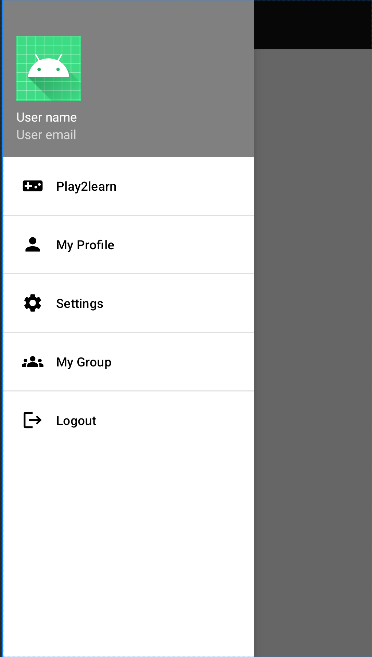 User name
User email
Play2learn
My Profile
Settings
My Group
Logout